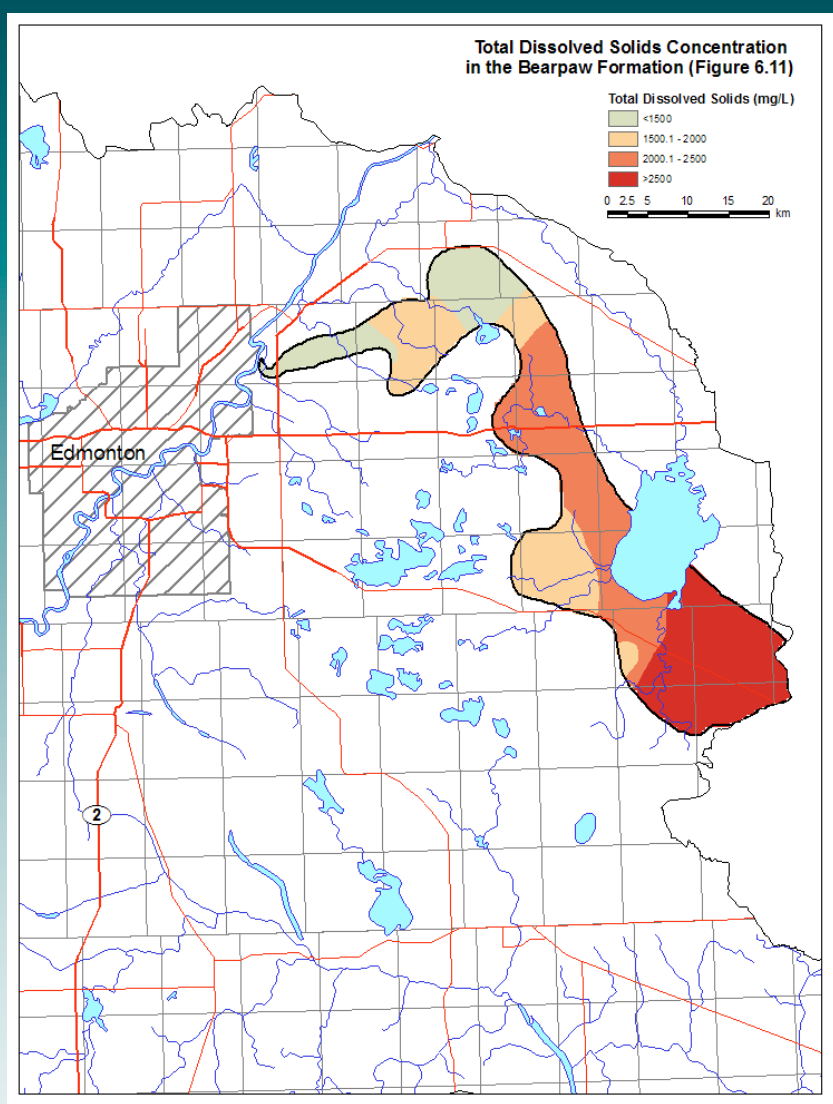 Total Dissolved Solids Concentration
in the Bearpaw Formation (Figure 6.11)
Total Dissolved Solids (mg/L)
<1500
1500.1 - 2000
2000.1 - 2500
>2500
0 2.5 5 10 15 20
km
Edmonton
2